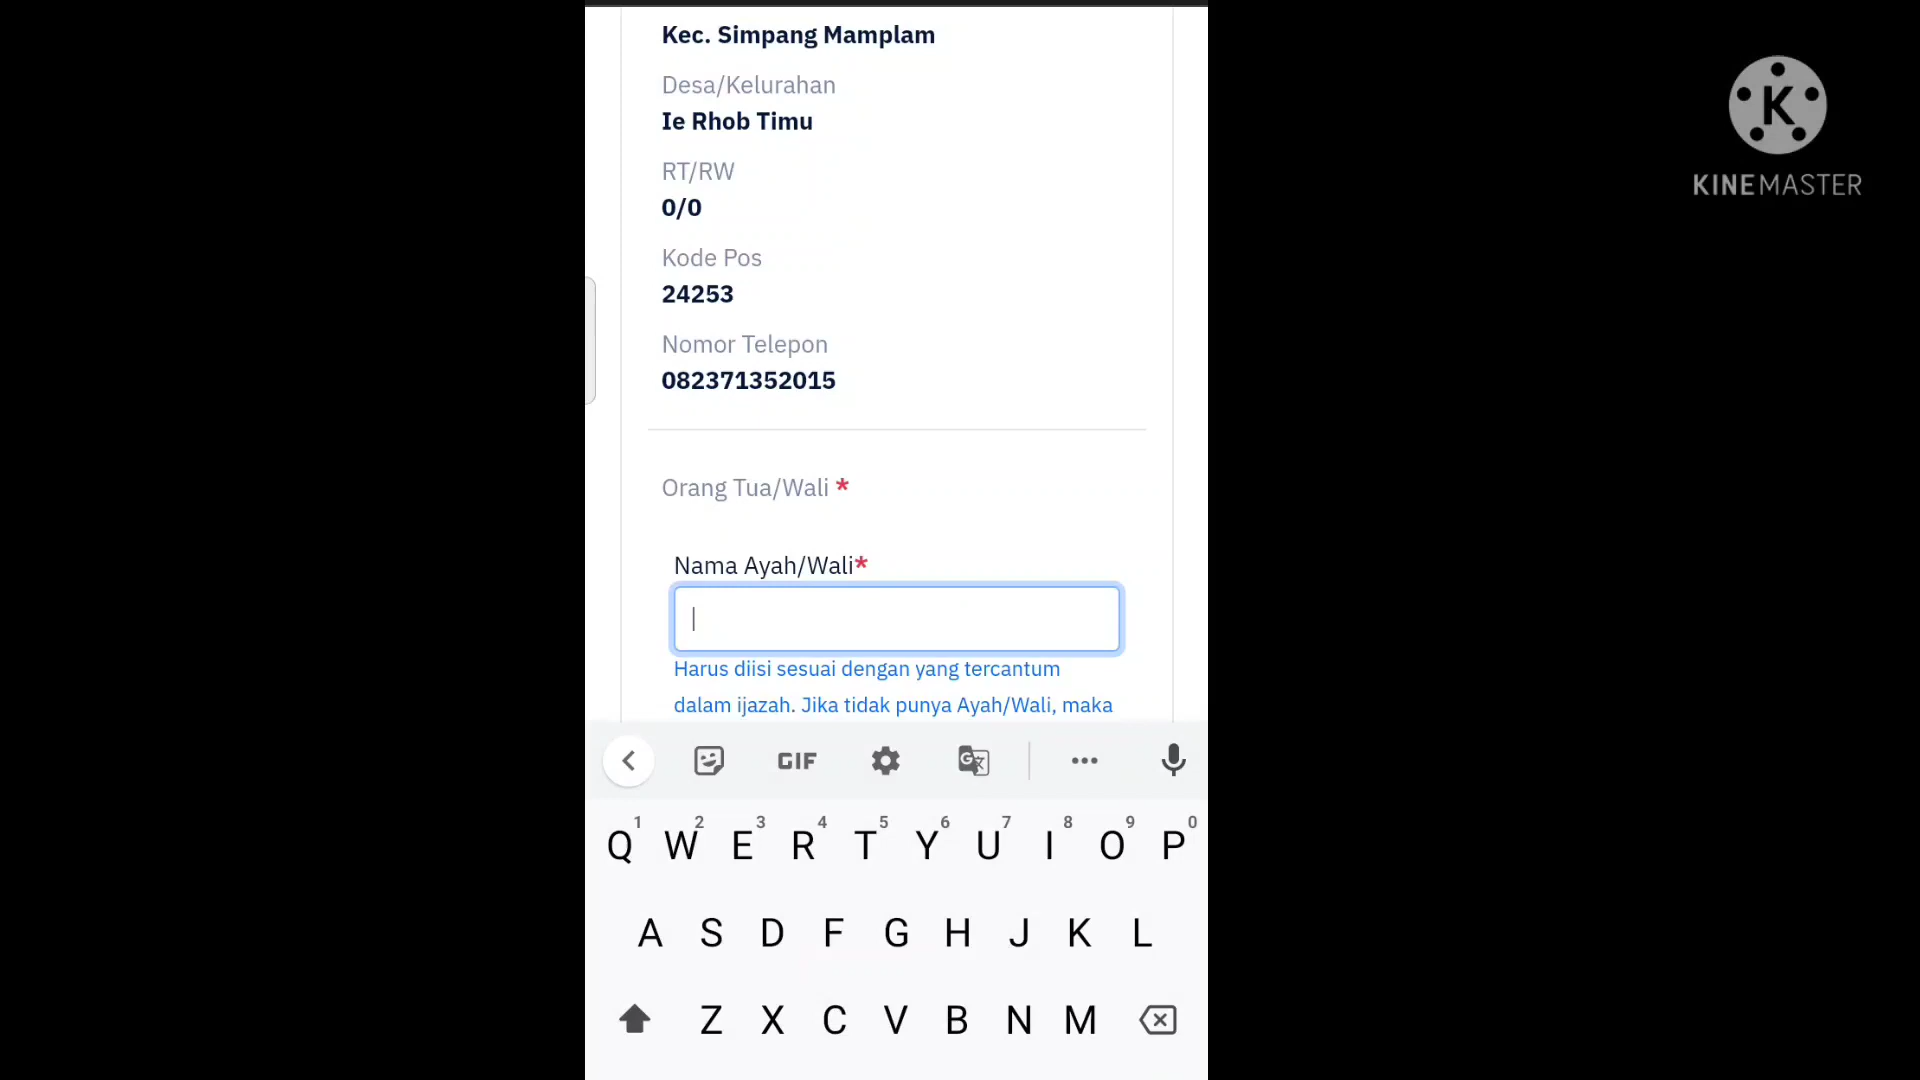 Kec. Simpang Mamplam
Desa/Kelurahan
Ie Rhob Timu
RT/RW
0/0
Kode Pos
24253
Nomor Telepon
082371352015
Orang Tua/Wali *
Nama Ayah/Wali*
Harus diisi sesuai dengan yang tercantum
dalam ijazah. Jika tidak punya Ayah/Wali, maka
GIF
1 2 3 4 5 6 7 8 9 0
Q W E R T Y U I O P
A S D F G H J K L
Z X C V B N M
K
KINEMASTER